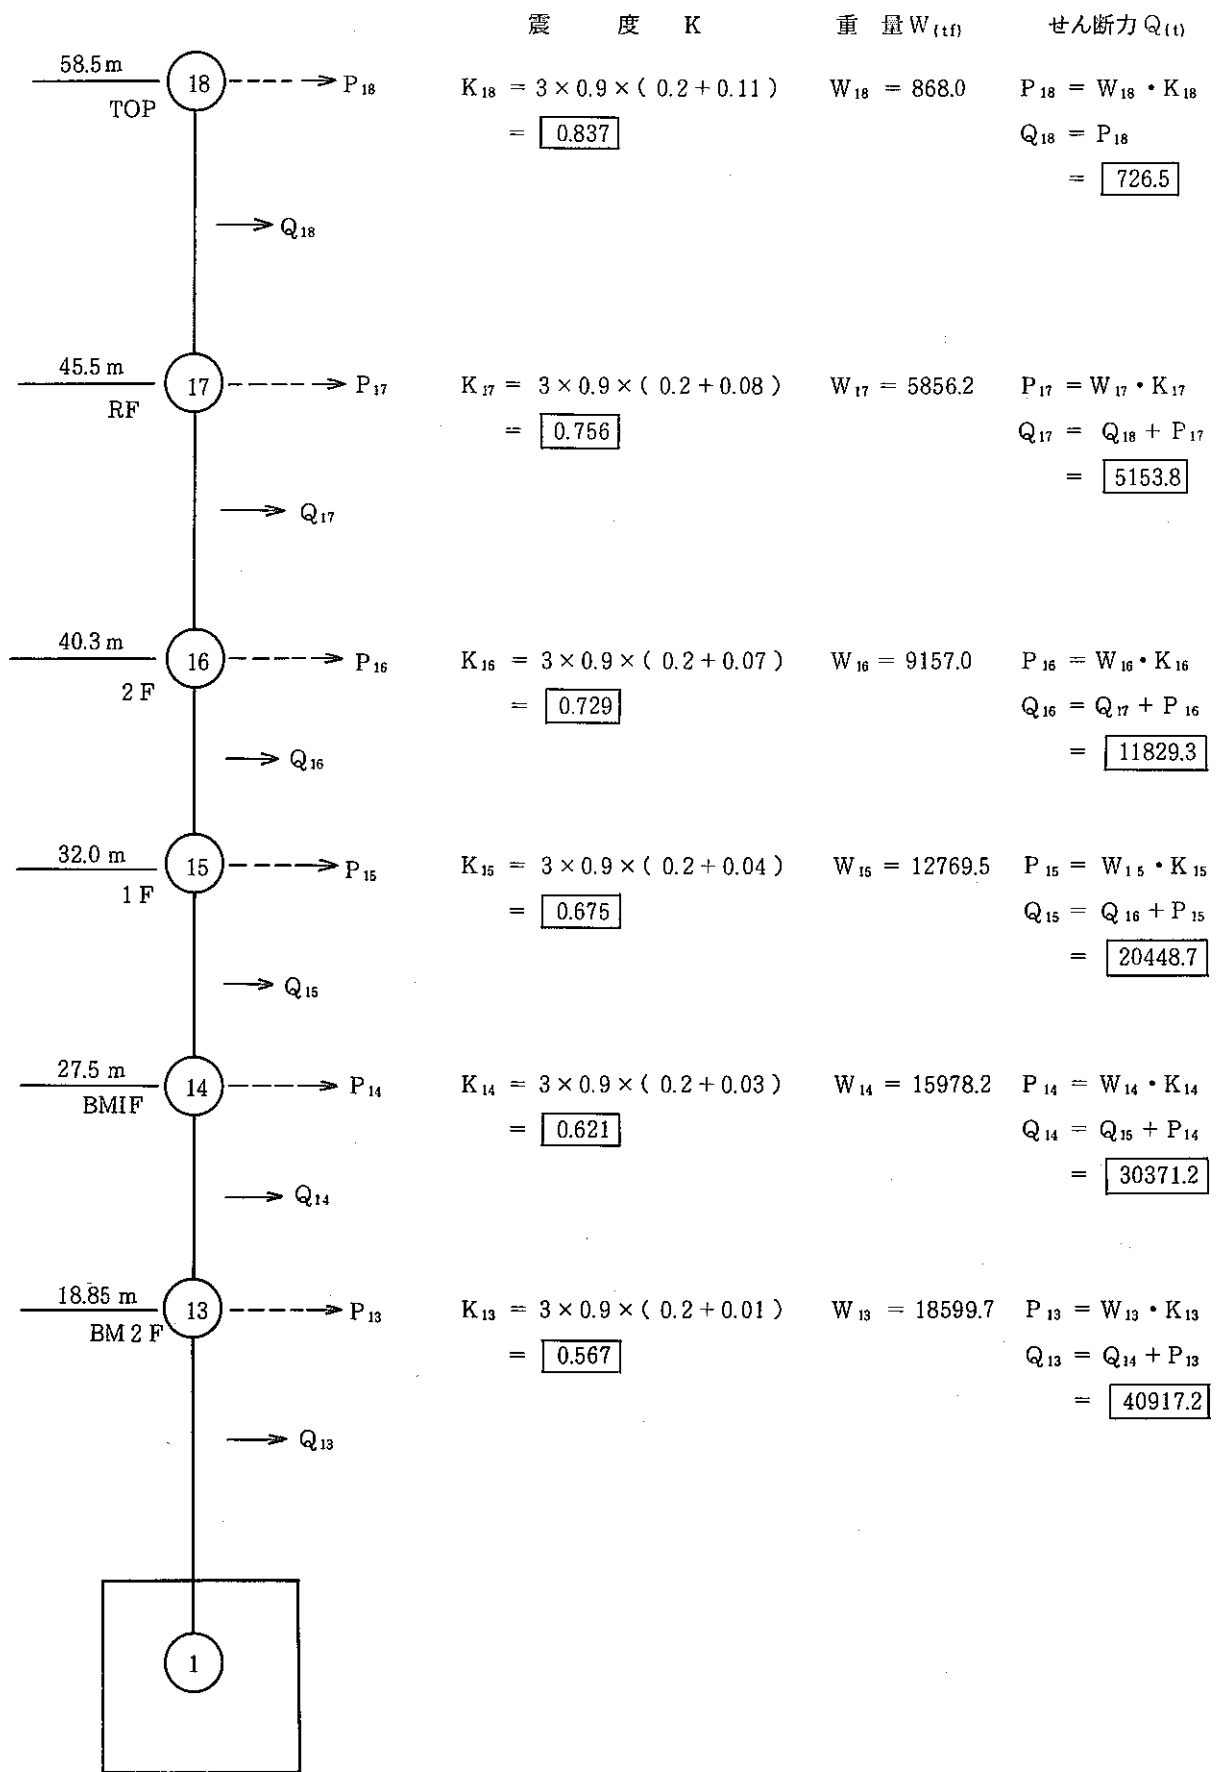 震 度 K 重 量 W(tf) せん断力 Q(t)
58.5 m 18 P₁₈ K₁₈ = 3 × 0.9 × ( 0.2 + 0.11 ) W₁₈ = 868.0 P₁₈ = W₁₈ • K₁₈
TOP = 0.837 Q₁₈ = P₁₈
= 726.5
Q₁₈
45.5 m 17 P₁₇ K₁₇ = 3 × 0.9 × ( 0.2 + 0.08 ) W₁₇ = 5856.2 P₁₇ = W₁₇ • K₁₇
RF = 0.756 Q₁₇ = Q₁₈ + P₁₇
= 5153.8
Q₁₇
40.3 m 16 P₁₆ K₁₆ = 3 × 0.9 × ( 0.2 + 0.07 ) W₁₆ = 9157.0 P₁₆ = W₁₆ • K₁₆
2 F = 0.729 Q₁₆ = Q₁₇ + P₁₆
= 11829.3
Q₁₆
32.0 m 15 P₁₅ K₁₅ = 3 × 0.9 × ( 0.2 + 0.04 ) W₁₅ = 12769.5 P₁₅ = W₁₅ • K₁₅
1 F = 0.675 Q₁₅ = Q₁₆ + P₁₅
= 20448.7
Q₁₅
27.5 m 14 P₁₄ K₁₄ = 3 × 0.9 × ( 0.2 + 0.03 ) W₁₄ = 15978.2 P₁₄ = W₁₄ • K₁₄
BMIF = 0.621 Q₁₄ = Q₁₅ + P₁₄
= 30371.2
Q₁₄
18.85 m 13 P₁₃ K₁₃ = 3 × 0.9 × ( 0.2 + 0.01 ) W₁₃ = 18599.7 P₁₃ = W₁₃ • K₁₃
BM 2 F = 0.567 Q₁₃ = Q₁₄ + P₁₃
= 40917.2
Q₁₃
1